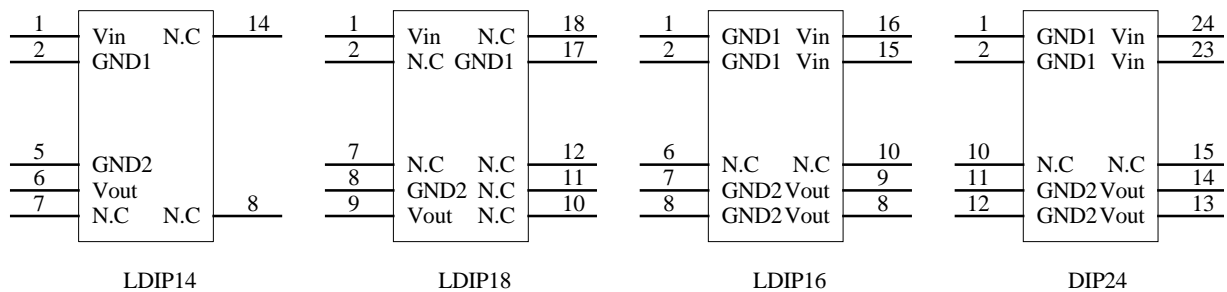 1 Vin N.C 14
2 GND1
5 GND2
6 Vout
7 N.C N.C 8
LDIP14
1 Vin N.C 18
2 N.C GND1 17
7 N.C N.C 12
8 GND2 N.C 11
9 Vout N.C 10
LDIP18
1 GND1 Vin 16
2 GND1 Vin 15
6 N.C N.C 10
7 GND2 Vout 9
8 GND2 Vout 8
LDIP16
1 GND1 Vin 24
2 GND1 Vin 23
10 N.C N.C 15
11 GND2 Vout 14
12 GND2 Vout 13
DIP24